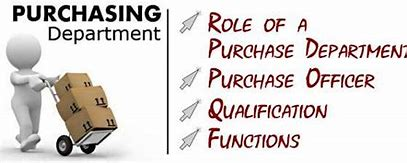 PURCHASING
Department
ROLE OF A
PURCHASE DEPARTMENT
PURCHASE OFFICER
QUALIFICATION
FUNCTIONS